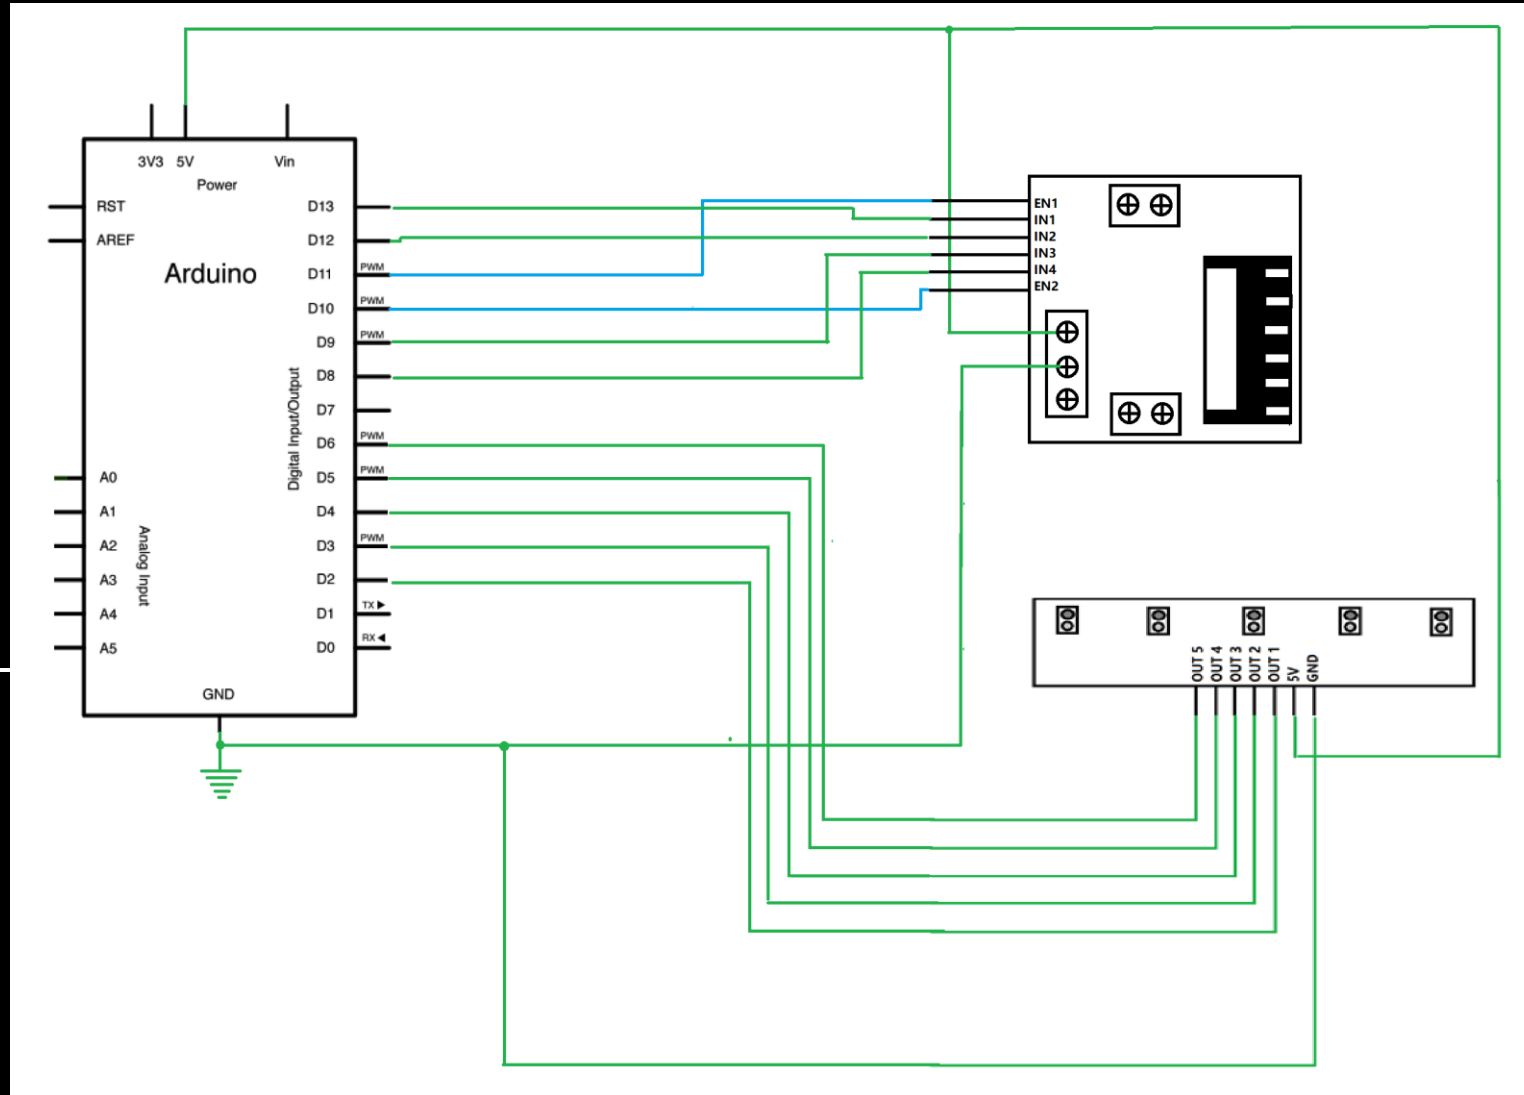 3V3 5V Vin
Power
RST
AREF
Arduino
D13
D12
D11 PWM
D10 PWM
D9 PWM
D8
D7
D6 PWM
D5 PWM
D4
D3 PWM
D2
D1 TX
D0 RX
Digital Input/Output
A0
A1
A2
A3
A4
A5
Analog Input
GND
EN1
IN1
IN2
IN3
IN4
EN2
OUT 5
OUT 4
OUT 3
OUT 2
OUT 1
5V
GND